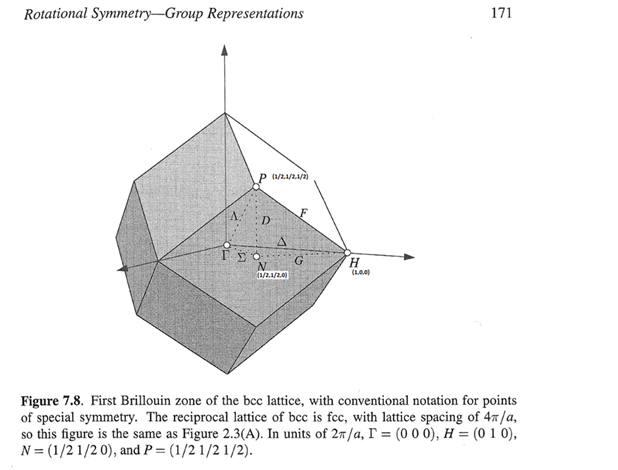 Rotational Symmetry—Group Representations 171
P (1/2,1/2,1/2)
Λ D F
Γ Σ Δ
N G H
(1/2,1/2,0) (1,0,0)
Figure 7.8. First Brillouin zone of the bcc lattice, with conventional notation for points
of special symmetry. The reciprocal lattice of bcc is fcc, with lattice spacing of 4π/a,
so this figure is the same as Figure 2.3(A). In units of 2π/a, Γ = (0 0 0), H = (0 1 0),
N = (1/2 1/2 0), and P = (1/2 1/2 1/2).